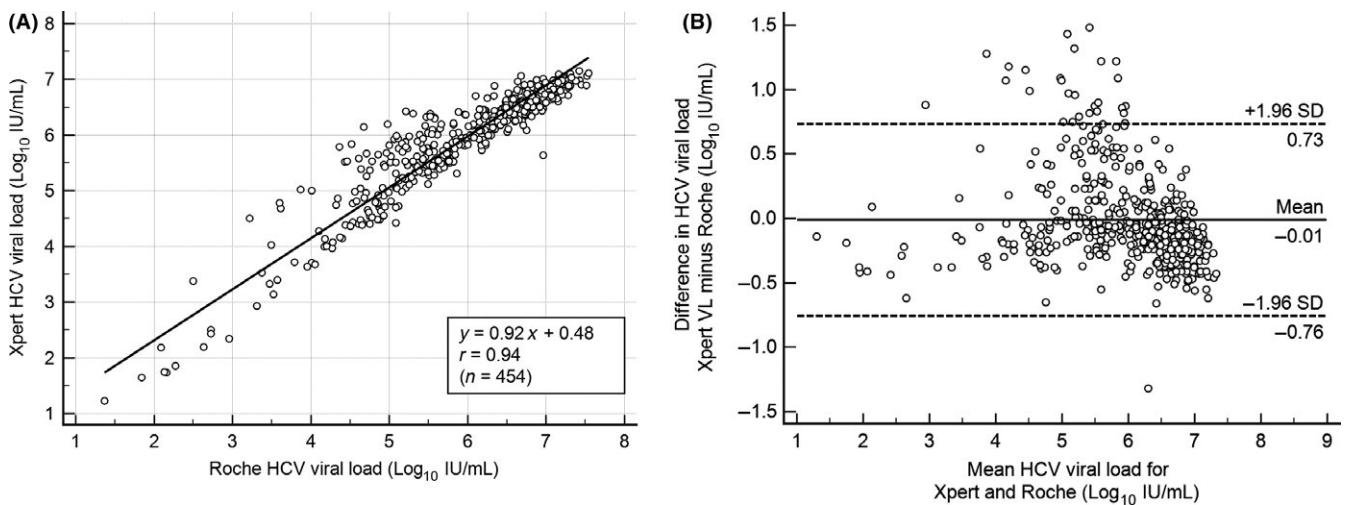 (A)
8
7
6
5
4
3
2
1
Xpert HCV viral load (Log10 IU/mL)
y = 0.92 x + 0.48
r = 0.94
(n = 454)
1 2 3 4 5 6 7 8
Roche HCV viral load (Log10 IU/mL)
(B)
1.5
1.0
0.5
0.0
–0.5
–1.0
–1.5
Difference in HCV viral load
Xpert VL minus Roche (Log10 IU/mL)
+1.96 SD
0.73
Mean
–0.01
–1.96 SD
–0.76
1 2 3 4 5 6 7 8 9
Mean HCV viral load for
Xpert and Roche (Log10 IU/mL)